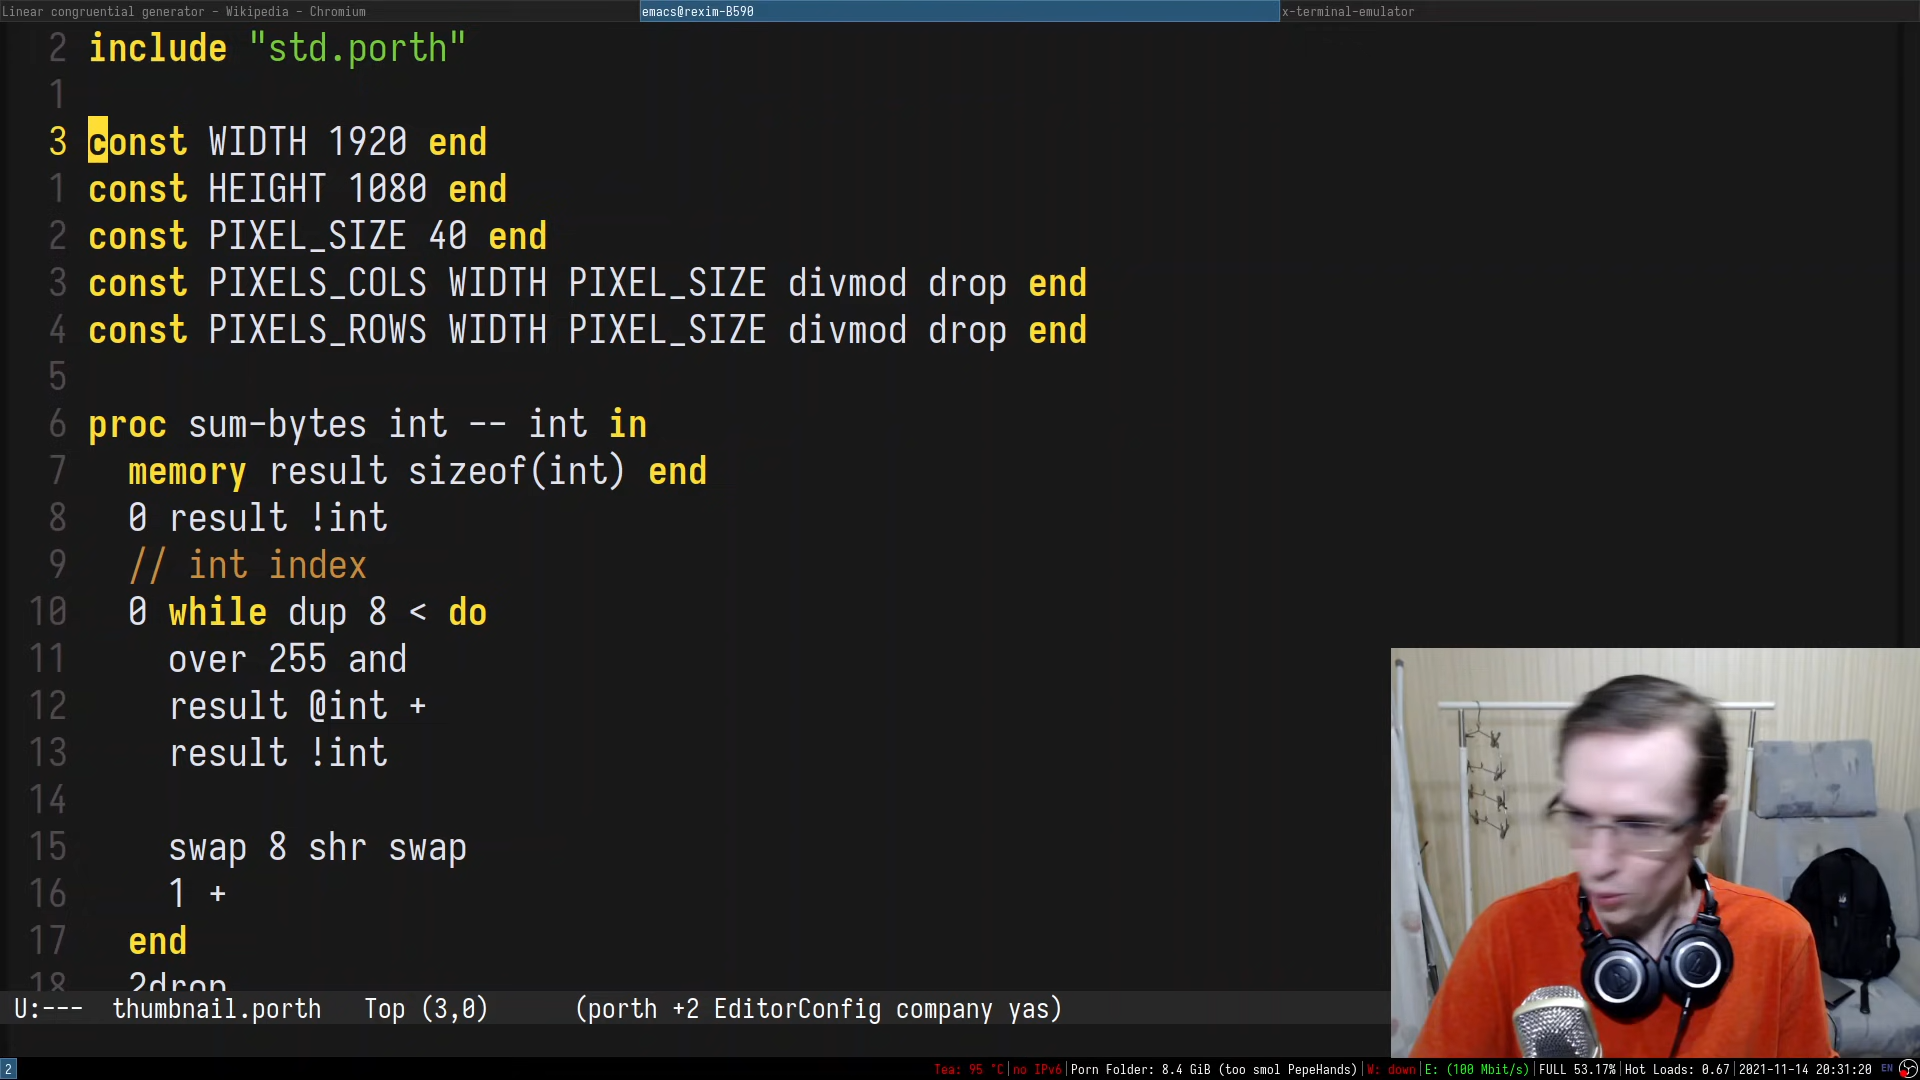 Linear congruential generator - Wikipedia - Chromium
emacs@rexim-B590
x-terminal-emulator
2 include "std.porth"
1
3 const WIDTH 1920 end
1 const HEIGHT 1080 end
2 const PIXEL_SIZE 40 end
3 const PIXELS_COLS WIDTH PIXEL_SIZE divmod drop end
4 const PIXELS_ROWS WIDTH PIXEL_SIZE divmod drop end
5
6 proc sum-bytes int -- int in
7 memory result sizeof(int) end
8 0 result !int
9 // int index
10 0 while dup 8 < do
11 over 255 and
12 result @int +
13 result !int
14
15 swap 8 shr swap
16 1 +
17 end
18 2drop
U:--- thumbnail.porth Top (3,0) (porth +2 EditorConfig company yas)
2 Tea: 95 °C|no IPv6|Porn Folder: 8.4 GiB (too smol PepeHands)|W: down|E: (100 Mbit/s)|FULL 53.17%|Hot Loads: 0.67|2021-11-14 20:31:20 EN